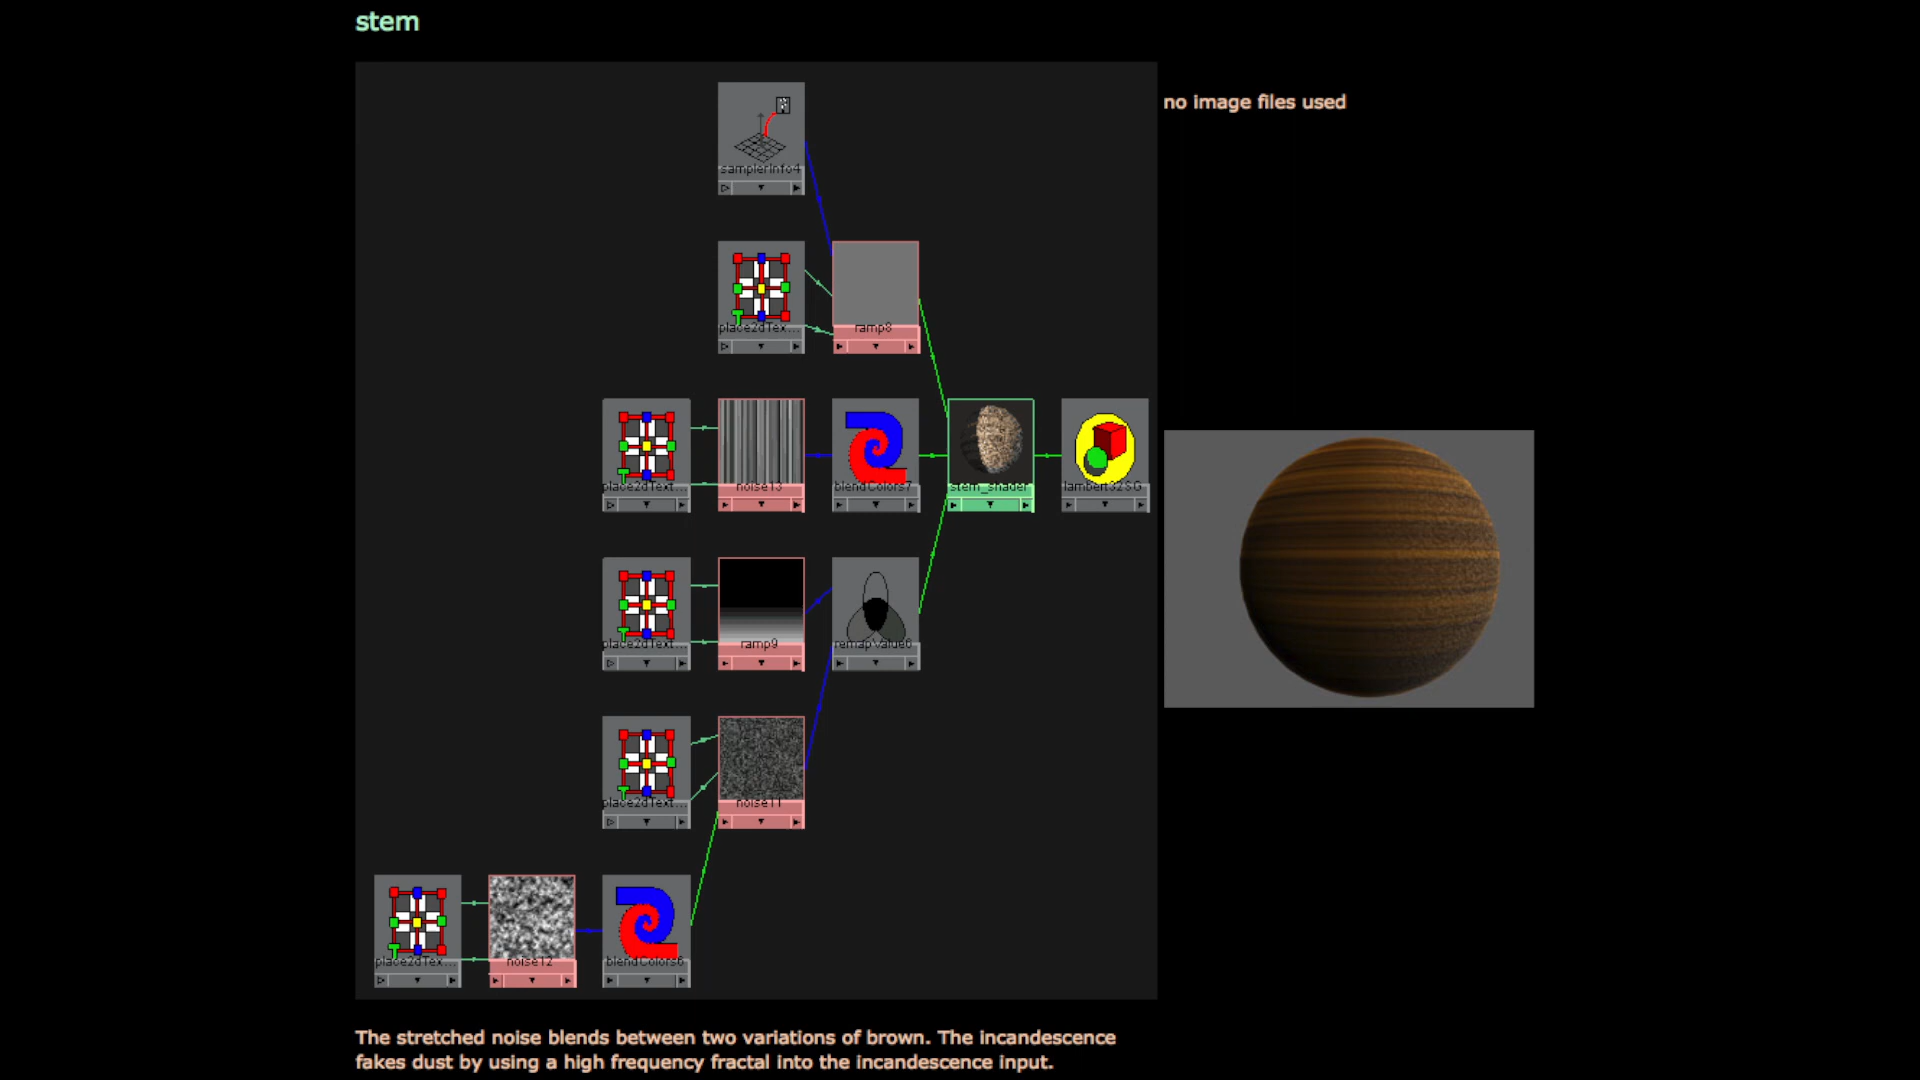 stem
no image files used
samplerInfo4
place2dTex...
ramp8
place2dText...
noise13
blendColors7
stem_shader
lambert32SG
place2dText...
ramp9
remapValue6
place2dText...
noise11
place2dTex...
noise12
blendColors6
The stretched noise blends between two variations of brown. The incandescence
fakes dust by using a high frequency fractal into the incandescence input.